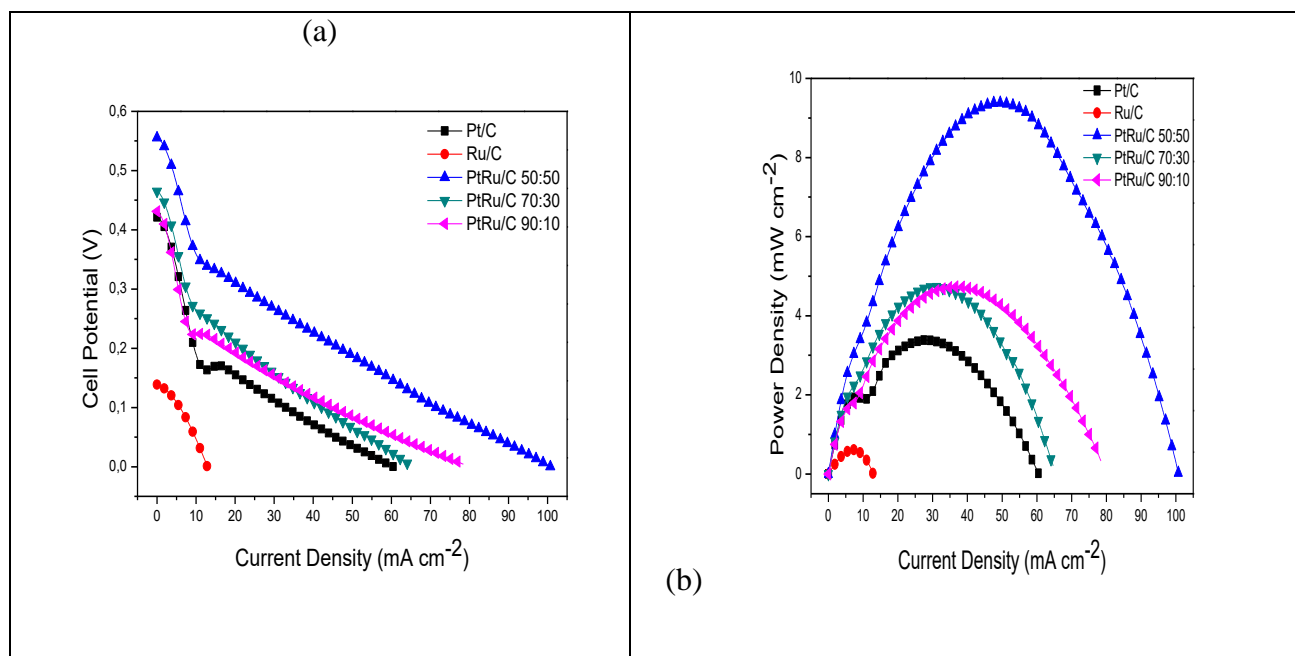 (a)
0,6
0,5
0,4
0,3
0,2
0,1
0,0
Cell Potential (V)
Pt/C
Ru/C
PtRu/C 50:50
PtRu/C 70:30
PtRu/C 90:10
0 10 20 30 40 50 60 70 80 90 100
Current Density (mA cm-2)
10
8
6
4
2
0
Power Density (mW cm-2)
Pt/C
Ru/C
PtRu/C 50:50
PtRu/C 70:30
PtRu/C 90:10
0 10 20 30 40 50 60 70 80 90 100
Current Density (mA cm-2)
(b)